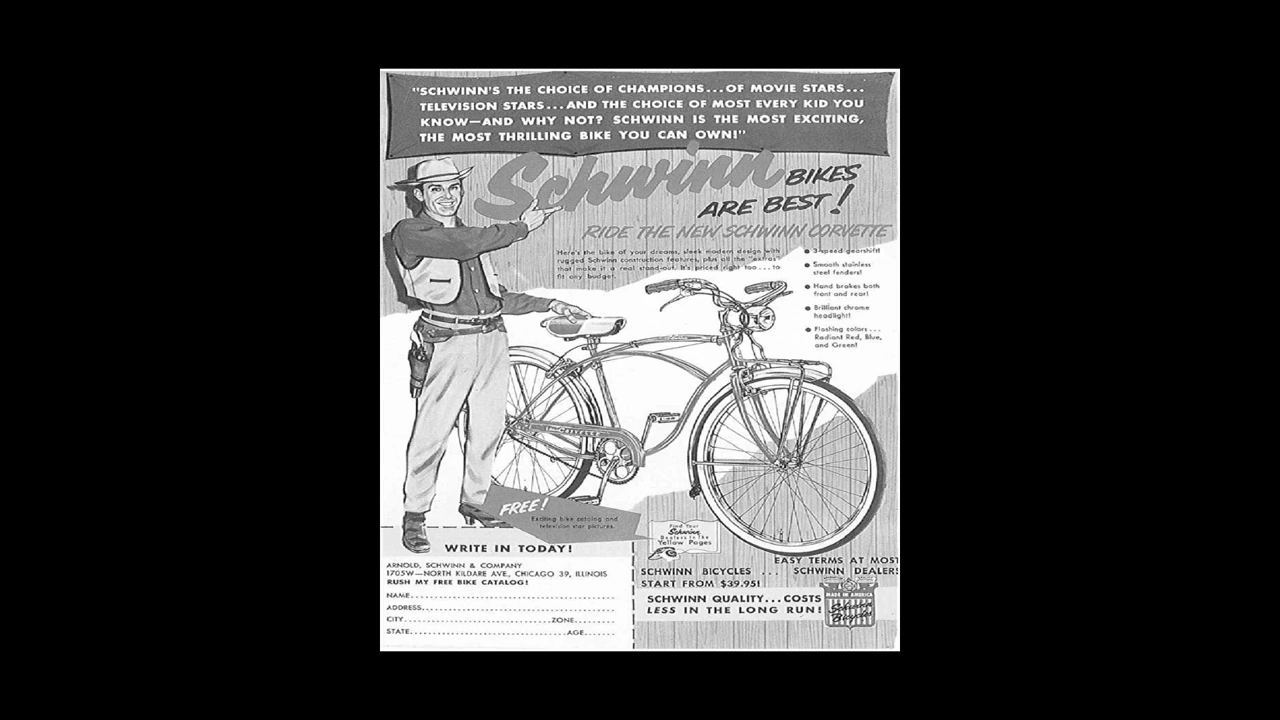 "SCHWINN'S THE CHOICE OF CHAMPIONS...OF MOVIE STARS...
TELEVISION STARS...AND THE CHOICE OF MOST EVERY KID YOU
KNOW—AND WHY NOT? SCHWINN IS THE MOST EXCITING,
THE MOST THRILLING BIKE YOU CAN OWN!"
Schwinn BIKES
ARE BEST!
RIDE THE NEW SCHWINN CORVETTE
Here's the bike of your dreams, sleek modern design with
rugged Schwinn construction features, plus all the "extras"
that make it a real stand-out. It's priced right too...to
fit any budget.
● 3-speed gearshift!
● Smooth stainless
steel fenders!
● Hand brakes both
front and rear!
● Brilliant chrome
headlight!
● Flashing colors...
Radiant Red, Blue,
and Green!
FREE!
Exciting bike catalog and
television star pictures.
Find Your
Schwinn
Dealers In The
Yellow Pages
WRITE IN TODAY!
ARNOLD, SCHWINN & COMPANY
1705W—NORTH KILDARE AVE., CHICAGO 39, ILLINOIS
RUSH MY FREE BIKE CATALOG!
NAME
ADDRESS
CITY ZONE
STATE AGE
EASY TERMS AT MOST
SCHWINN BICYCLES ... SCHWINN DEALERS
START FROM $39.95!
SCHWINN QUALITY...COSTS
LESS IN THE LONG RUN!
MADE IN AMERICA
Schwinn
Bicycles